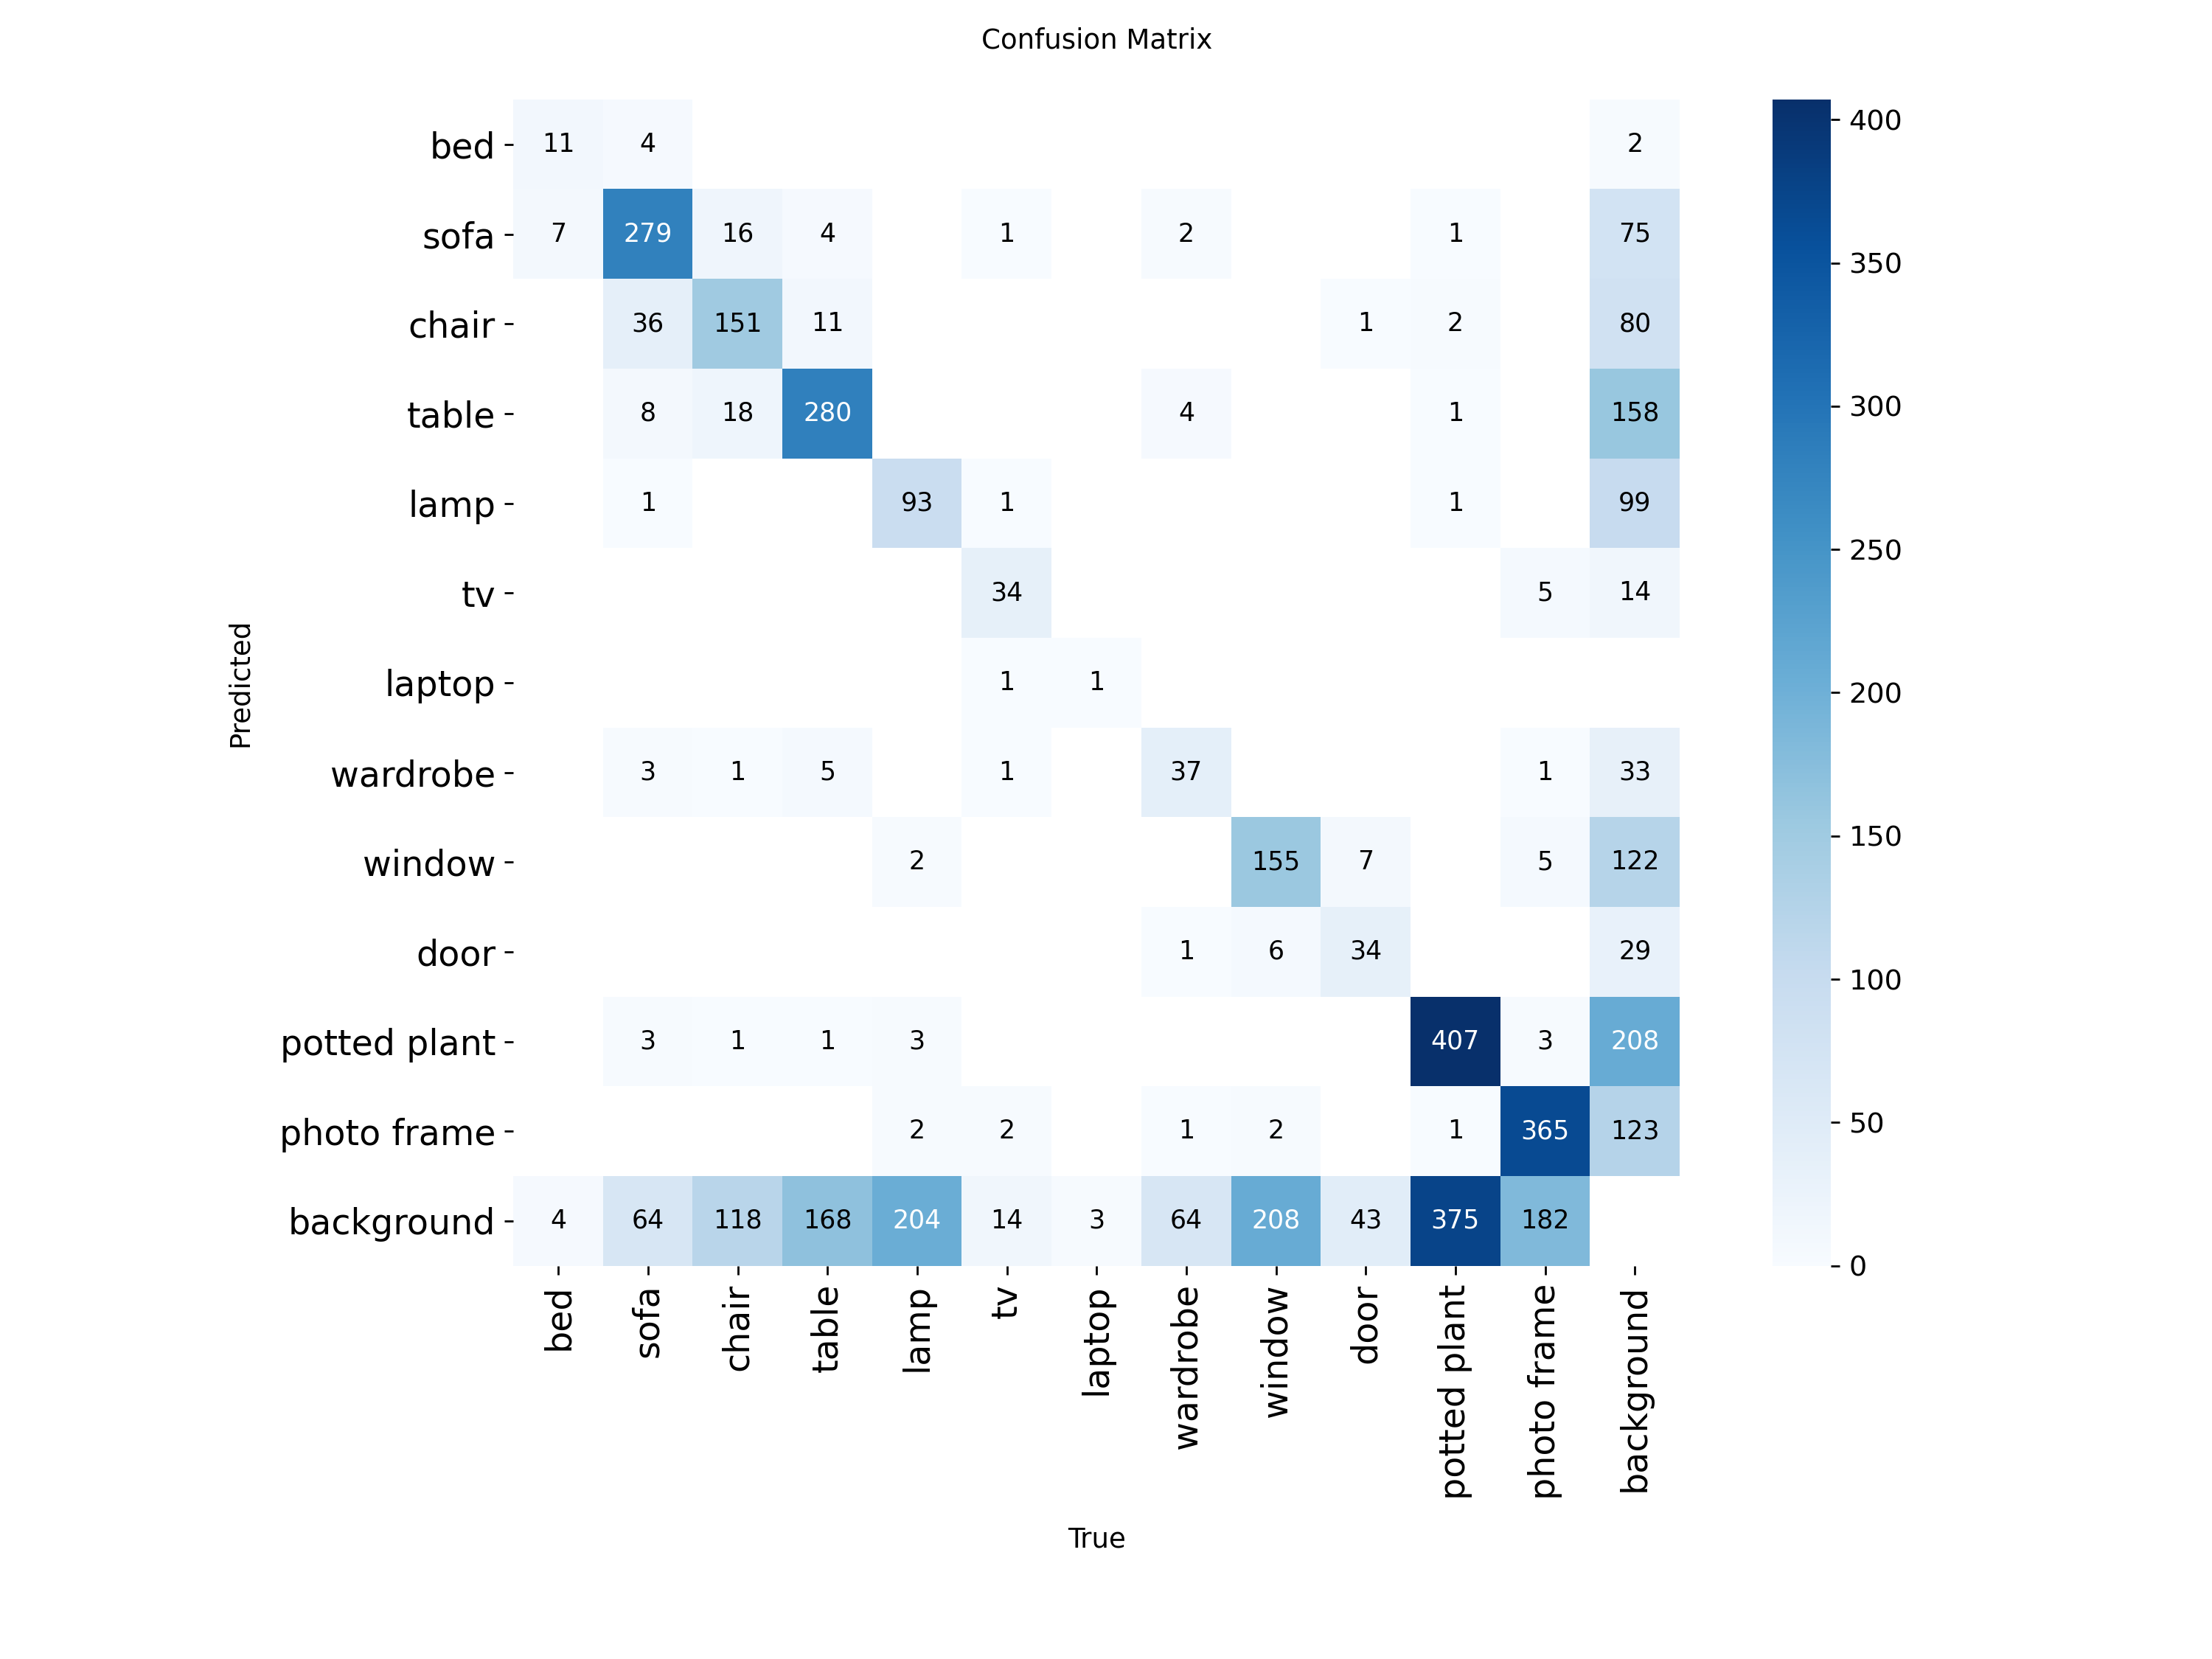 Confusion Matrix
bed 11 4 2
sofa 7 279 16 4 1 2 1 75
chair 36 151 11 1 2 80
table 8 18 280 4 1 158
lamp 1 93 1 1 99
tv 34 5 14
laptop 1 1
wardrobe 3 1 5 1 37 1 33
window 2 155 7 5 122
door 1 6 34 29
potted plant 3 1 1 3 407 3 208
photo frame 2 2 1 2 1 365 123
background 4 64 118 168 204 14 3 64 208 43 375 182
bed sofa chair table lamp tv laptop wardrobe window door potted plant photo frame background
Predicted
True
400
350
300
250
200
150
100
50
0